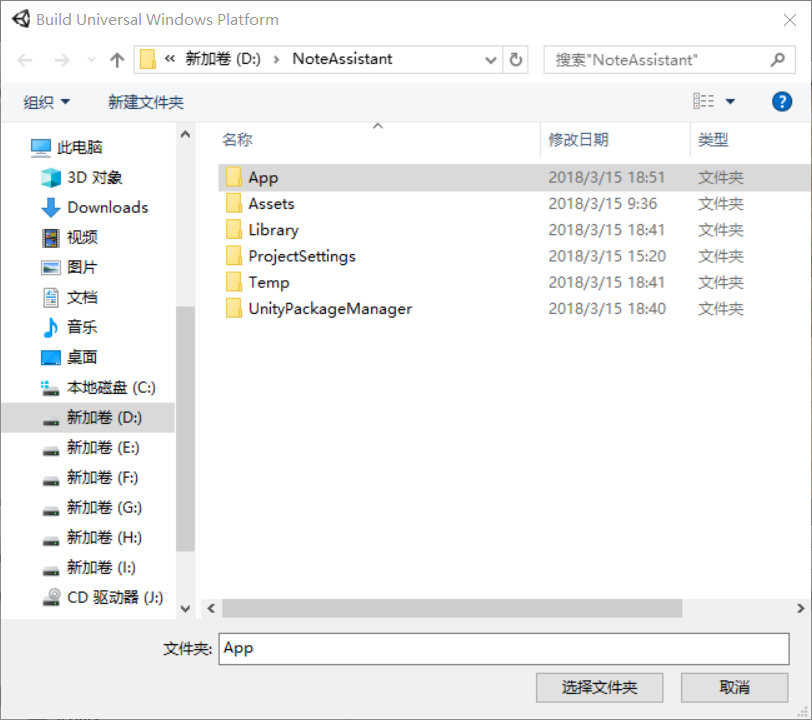 Build Universal Windows Platform
« 新加卷 (D:) › NoteAssistant
搜索"NoteAssistant"
组织 新建文件夹
?
此电脑
3D 对象
Downloads
视频
图片
文档
音乐
桌面
本地磁盘 (C:)
新加卷 (D:)
新加卷 (E:)
新加卷 (F:)
新加卷 (G:)
新加卷 (H:)
新加卷 (I:)
CD 驱动器 (J:)
名称 修改日期 类型
App 2018/3/15 18:51 文件夹
Assets 2018/3/15 9:36 文件夹
Library 2018/3/15 18:41 文件夹
ProjectSettings 2018/3/15 15:20 文件夹
Temp 2018/3/15 18:41 文件夹
UnityPackageManager 2018/3/15 18:40 文件夹
文件夹: App
选择文件夹 取消